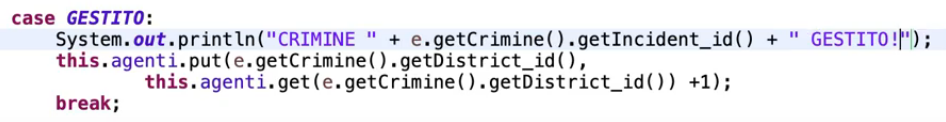 case GESTITO:
System.out.println("CRIMINE " + e.getCrimine().getIncident_id() + " GESTITO!");
this.agenti.put(e.getCrimine().getDistrict_id(),
this.agenti.get(e.getCrimine().getDistrict_id()) +1);
break;